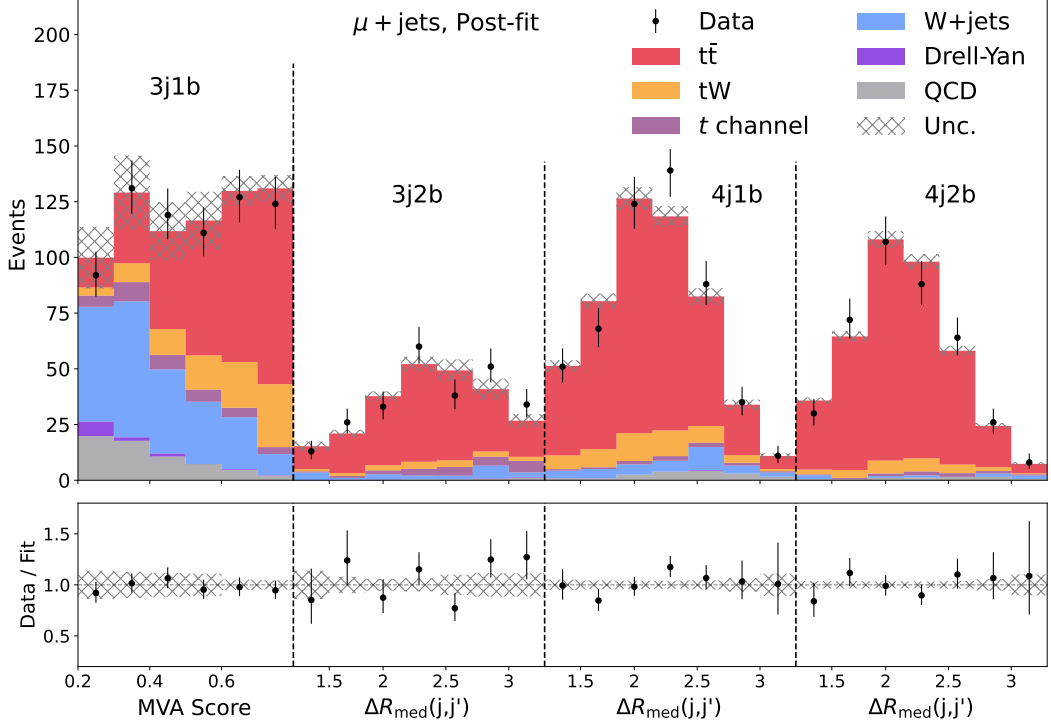 μ + jets, Post-fit
Data
tt̄
tW
t channel
W+jets
Drell-Yan
QCD
Unc.
3j1b
3j2b
4j1b
4j2b
Events
200
175
150
125
100
75
50
25
0
Data / Fit
1.5
1.0
0.5
0.2 0.4 0.6 1.5 2 2.5 3 1.5 2 2.5 3 1.5 2 2.5 3
MVA Score ΔR_med(j,j') ΔR_med(j,j') ΔR_med(j,j')